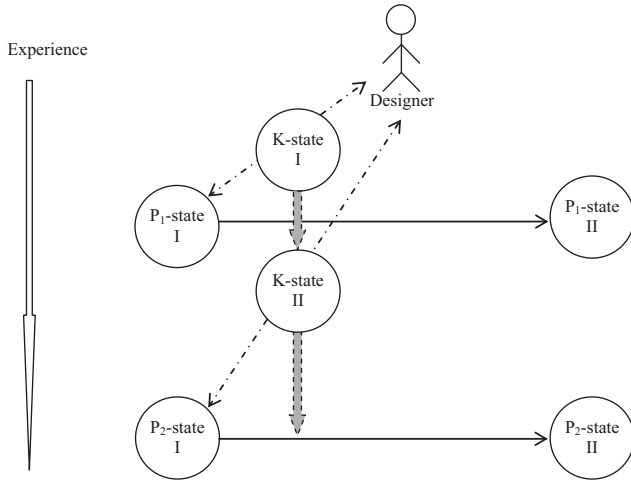 Experience
Designer
K-state
I
P₁-state
I
P₁-state
II
K-state
II
P₂-state
I
P₂-state
II